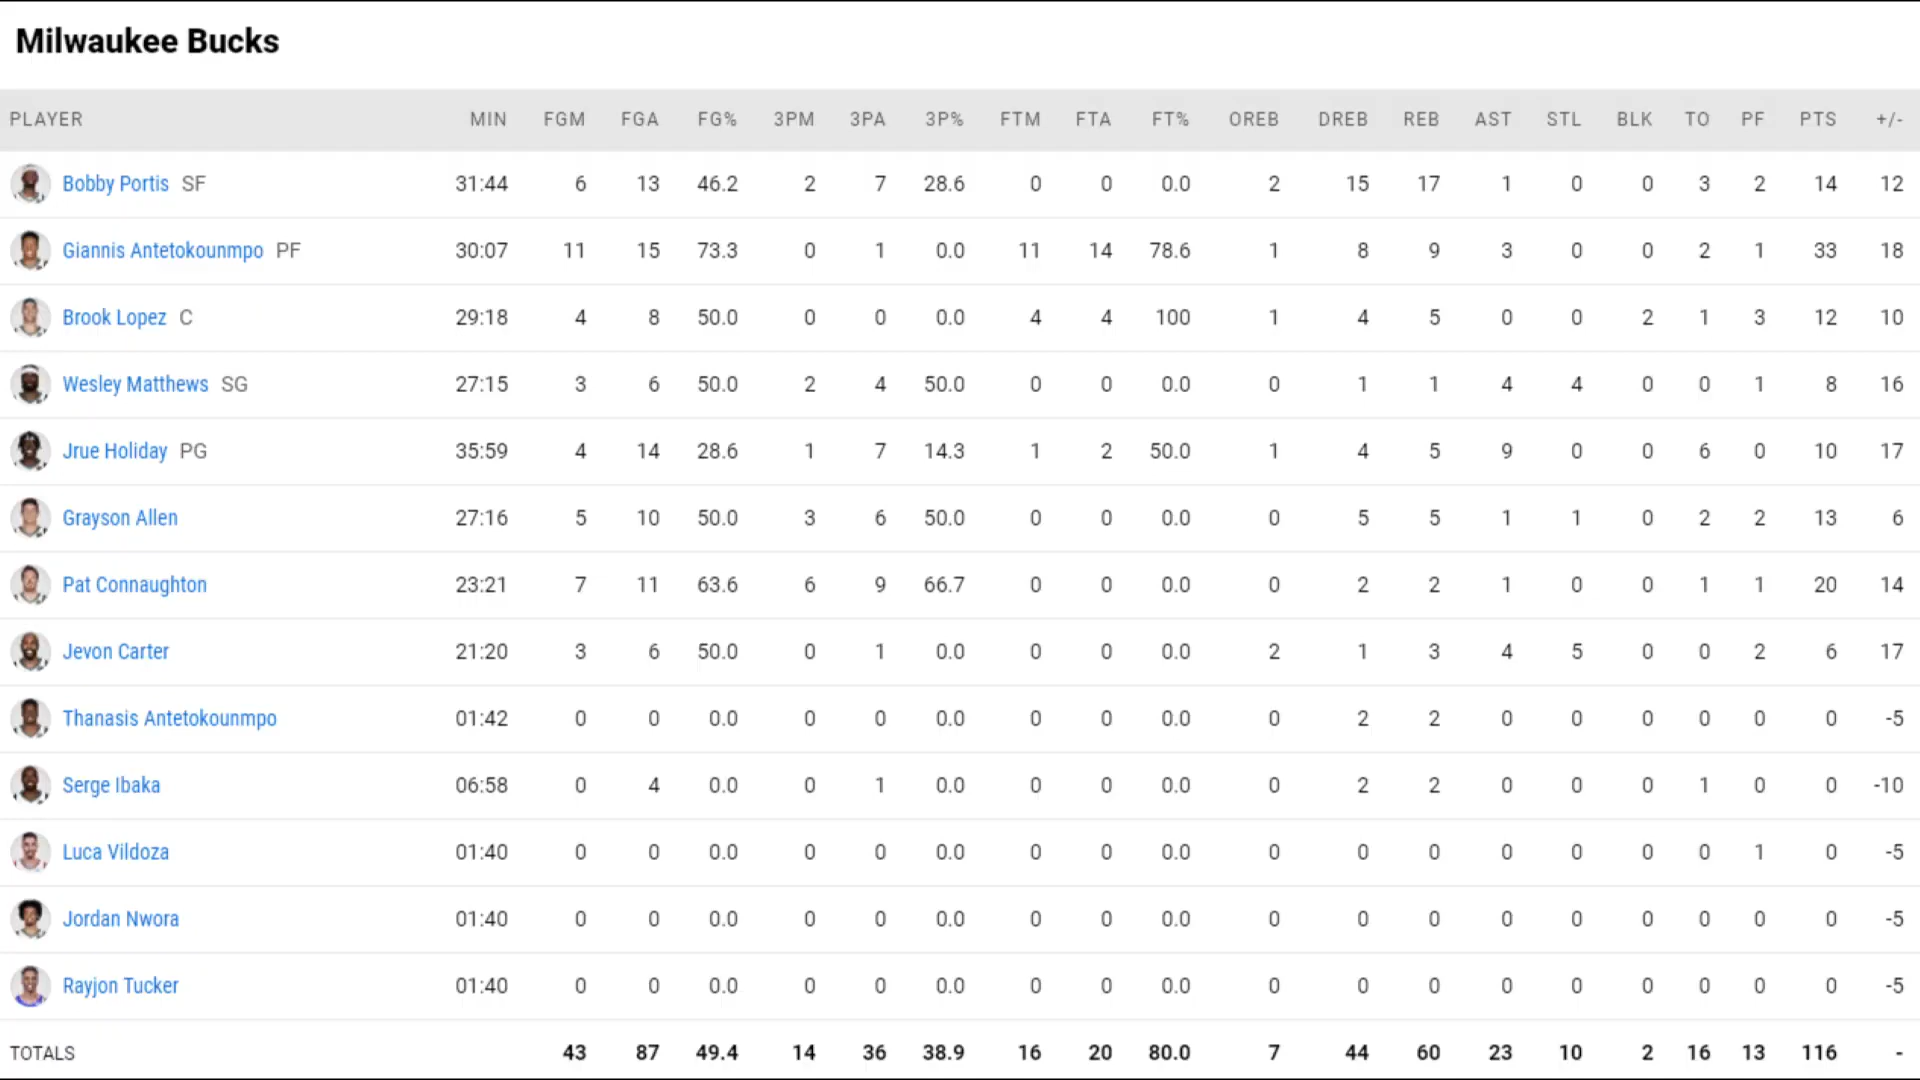 Milwaukee Bucks
PLAYER MIN FGM FGA FG% 3PM 3PA 3P% FTM FTA FT% OREB DREB REB AST STL BLK TO PF PTS +/-
Bobby Portis SF 31:44 6 13 46.2 2 7 28.6 0 0 0.0 2 15 17 1 0 0 3 2 14 12
Giannis Antetokounmpo PF 30:07 11 15 73.3 0 1 0.0 11 14 78.6 1 8 9 3 0 0 2 1 33 18
Brook Lopez C 29:18 4 8 50.0 0 0 0.0 4 4 100 1 4 5 0 0 2 1 3 12 10
Wesley Matthews SG 27:15 3 6 50.0 2 4 50.0 0 0 0.0 0 1 1 4 4 0 0 1 8 16
Jrue Holiday PG 35:59 4 14 28.6 1 7 14.3 1 2 50.0 1 4 5 9 0 0 6 0 10 17
Grayson Allen 27:16 5 10 50.0 3 6 50.0 0 0 0.0 0 5 5 1 1 0 2 2 13 6
Pat Connaughton 23:21 7 11 63.6 6 9 66.7 0 0 0.0 0 2 2 1 0 0 1 1 20 14
Jevon Carter 21:20 3 6 50.0 0 1 0.0 0 0 0.0 2 1 3 4 5 0 0 2 6 17
Thanasis Antetokounmpo 01:42 0 0 0.0 0 0 0.0 0 0 0.0 0 2 2 0 0 0 0 0 0 -5
Serge Ibaka 06:58 0 4 0.0 0 1 0.0 0 0 0.0 0 2 2 0 0 0 1 0 0 -10
Luca Vildoza 01:40 0 0 0.0 0 0 0.0 0 0 0.0 0 0 0 0 0 0 0 1 0 -5
Jordan Nwora 01:40 0 0 0.0 0 0 0.0 0 0 0.0 0 0 0 0 0 0 0 0 0 -5
Rayjon Tucker 01:40 0 0 0.0 0 0 0.0 0 0 0.0 0 0 0 0 0 0 0 0 0 -5
TOTALS 43 87 49.4 14 36 38.9 16 20 80.0 7 44 60 23 10 2 16 13 116 -